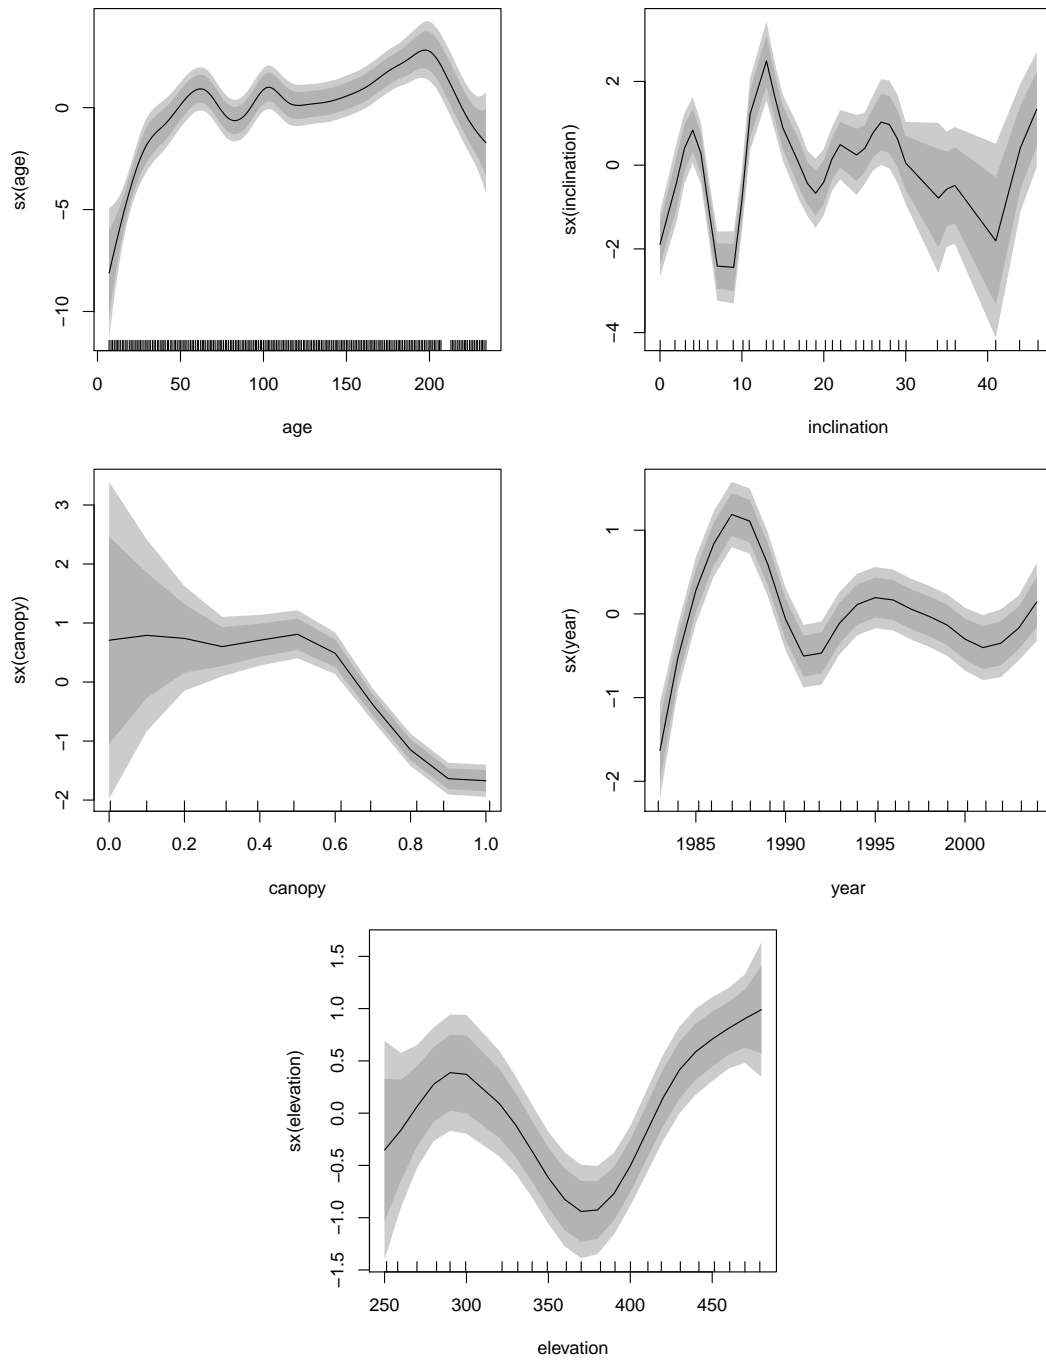 0
−5
−10
sx(age)
0 50 100 150 200
age
2
0
−2
−4
sx(inclination)
0 10 20 30 40
inclination
3
2
1
0
−1
−2
sx(canopy)
0.0 0.2 0.4 0.6 0.8 1.0
canopy
1
0
−1
−2
sx(year)
1985 1990 1995 2000
year
1.5
1.0
0.5
0.0
−0.5
−1.0
−1.5
sx(elevation)
250 300 350 400 450
elevation